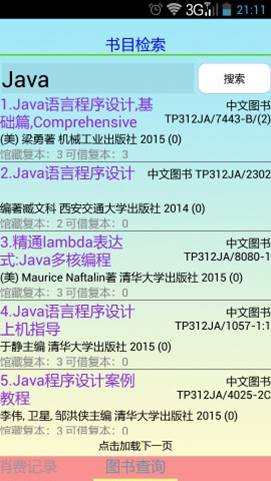 3G 21:11
书目检索
Java 搜索
1.Java语言程序设计,基 中文图书
础篇,Comprehensive TP312JA/7443-B/(2)
(美) 梁勇著 机械工业出版社 2015 (0)
馆藏复本：3 可借复本：3
2.Java语言程序设计 中文图书 TP312JA/2302
编著臧文科 西安交通大学出版社 2014 (0)
馆藏复本：2 可借复本：0
3.精通lambda表达 中文图书
式:Java多核编程 TP312JA/8080-1
(美) Maurice Naftalin著 清华大学出版社 2015 (0)
馆藏复本：3 可借复本：2
4.Java语言程序设计 中文图书
上机指导 TP312JA/1057-1:1
于静主编 清华大学出版社 2015 (0)
馆藏复本：3 可借复本：0
5.Java程序设计案例 中文图书
教程 TP312JA/4025-2C
李伟, 卫星, 邹洪侠主编 清华大学出版社 2015 (0)
馆藏复本：3 可借复本：0
点击加载下一页
消费记录 图书查询